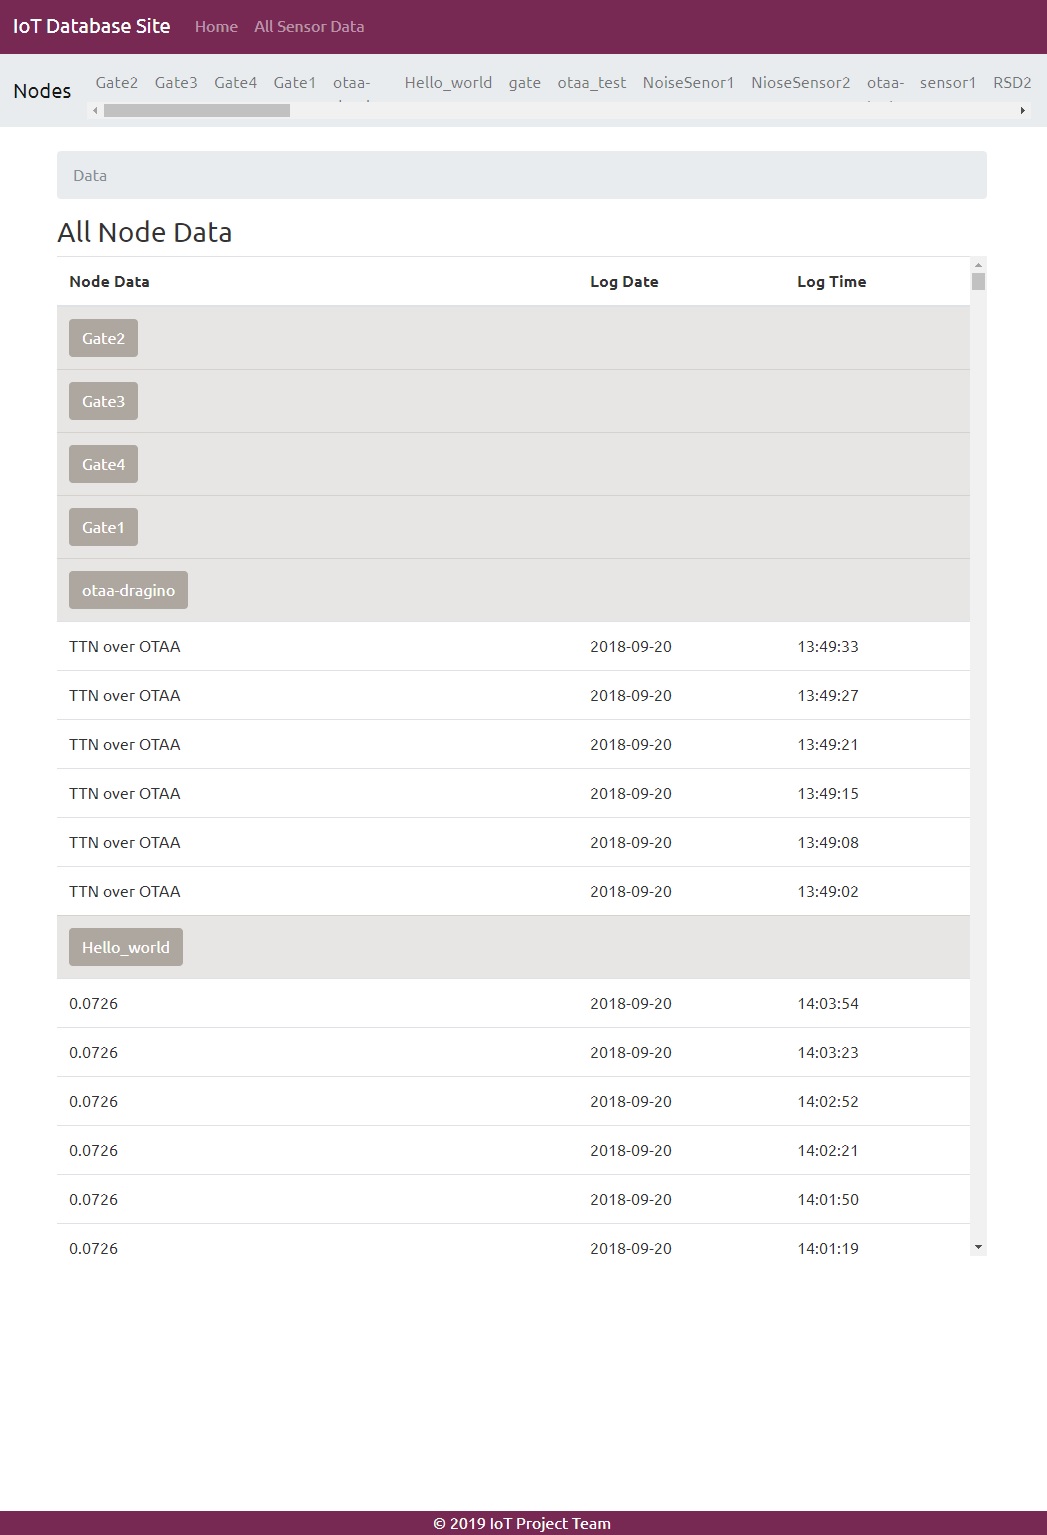 IoT Database Site Home All Sensor Data
Nodes Gate2 Gate3 Gate4 Gate1 otaa- Hello_world gate otaa_test NoiseSenor1 NioseSensor2 otaa- sensor1 RSD2
Data
All Node Data
Node Data Log Date Log Time
Gate2
Gate3
Gate4
Gate1
otaa-dragino
TTN over OTAA 2018-09-20 13:49:33
TTN over OTAA 2018-09-20 13:49:27
TTN over OTAA 2018-09-20 13:49:21
TTN over OTAA 2018-09-20 13:49:15
TTN over OTAA 2018-09-20 13:49:08
TTN over OTAA 2018-09-20 13:49:02
Hello_world
0.0726 2018-09-20 14:03:54
0.0726 2018-09-20 14:03:23
0.0726 2018-09-20 14:02:52
0.0726 2018-09-20 14:02:21
0.0726 2018-09-20 14:01:50
0.0726 2018-09-20 14:01:19
© 2019 IoT Project Team